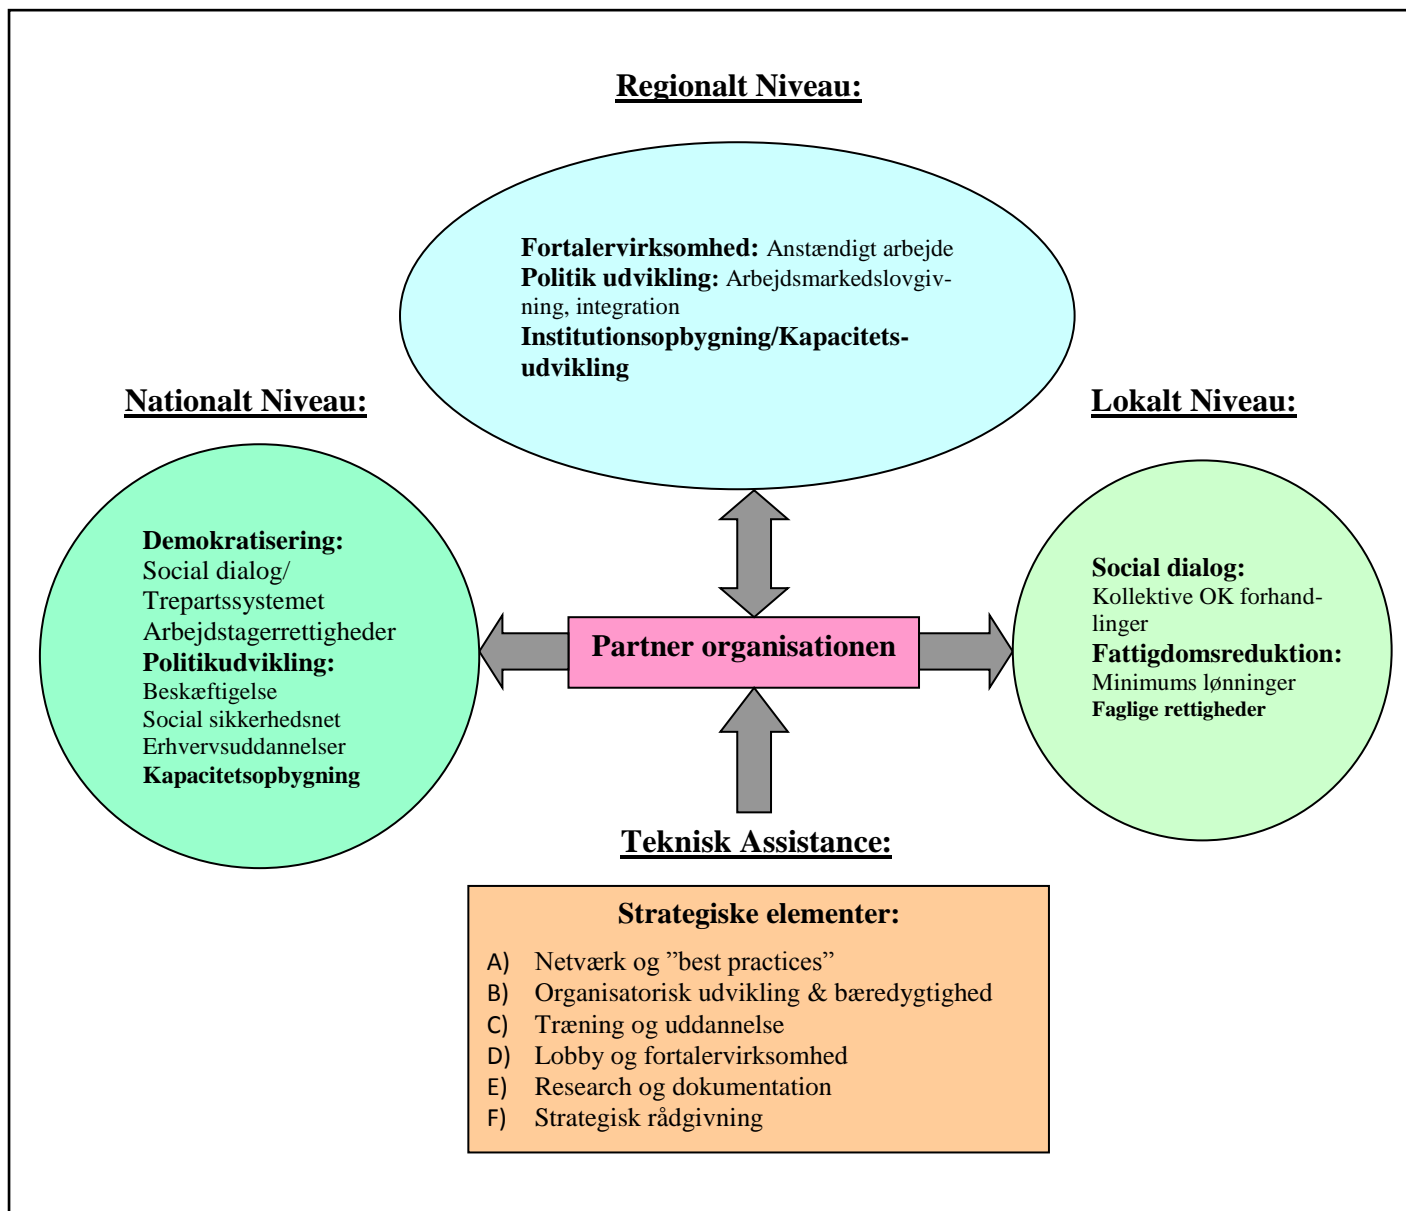 Regionalt Niveau:
Fortalervirksomhed: Anstændigt arbejde
Politik udvikling: Arbejdsmarkedslovgiv-
ning, integration
Institutionsopbygning/Kapacitets-
udvikling
Nationalt Niveau:
Demokratisering:
Social dialog/
Trepartssystemet
Arbejdstagerrettigheder
Politikudvikling:
Beskæftigelse
Social sikkerhedsnet
Erhvervsuddannelser
Kapacitetsopbygning
Partner organisationen
Lokalt Niveau:
Social dialog:
Kollektive OK forhand-
linger
Fattigdomsreduktion:
Minimums lønninger
Faglige rettigheder
Teknisk Assistance:
Strategiske elementer:
A) Netværk og ”best practices”
B) Organisatorisk udvikling & bæredygtighed
C) Træning og uddannelse
D) Lobby og fortalervirksomhed
E) Research og dokumentation
F) Strategisk rådgivning